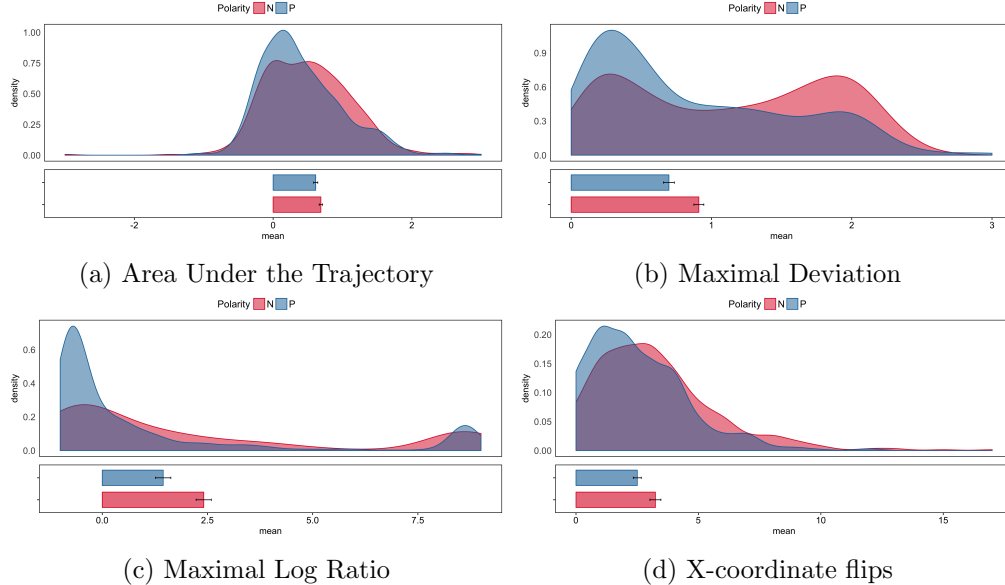 Polarity N P
1.00
0.75
0.50
0.25
0.00
density
-2 0 2
mean
(a) Area Under the Trajectory
Polarity N P
0.9
0.6
0.3
0.0
density
0 1 2 3
mean
(b) Maximal Deviation
Polarity N P
0.6
0.4
0.2
0.0
density
0.0 2.5 5.0 7.5
mean
(c) Maximal Log Ratio
Polarity N P
0.20
0.15
0.10
0.05
0.00
density
0 5 10 15
mean
(d) X-coordinate flips